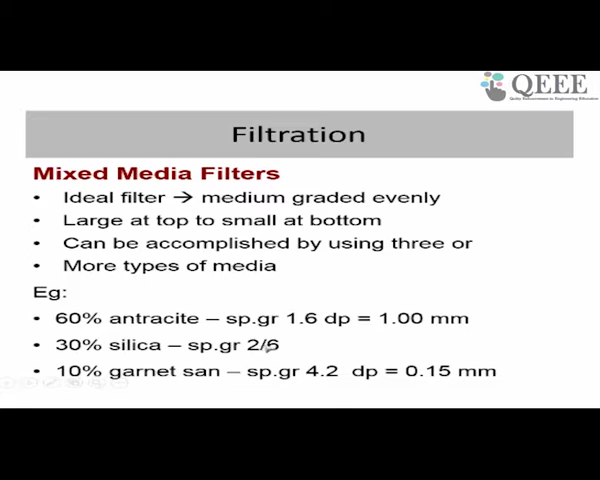 QEEE
Quality Enhancement in Engineering Education
Filtration
Mixed Media Filters
• Ideal filter → medium graded evenly
• Large at top to small at bottom
• Can be accomplished by using three or
• More types of media
Eg:
• 60% antracite – sp.gr 1.6 dp = 1.00 mm
• 30% silica – sp.gr 2/6
• 10% garnet san – sp.gr 4.2 dp = 0.15 mm